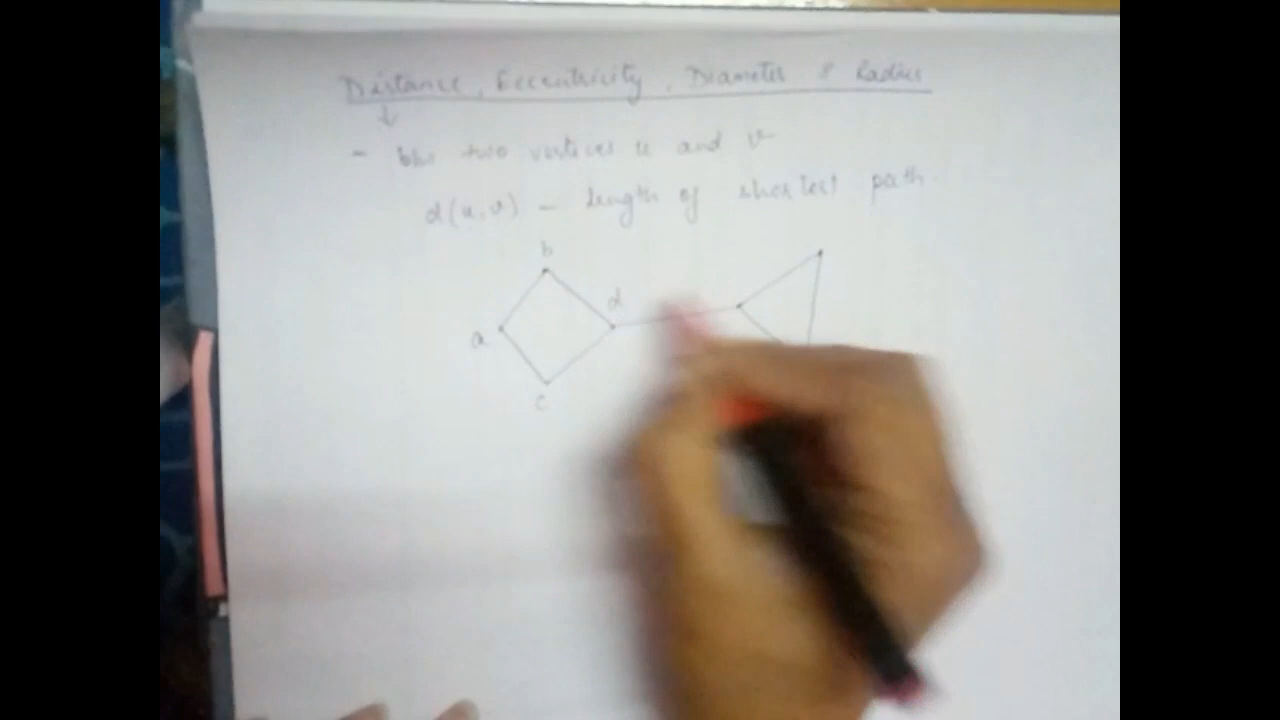 Distance, Eccentricity, Diameter & Radius
- b/w two vertices u and v
d(u,v) - length of shortest path.
b
d
a
c